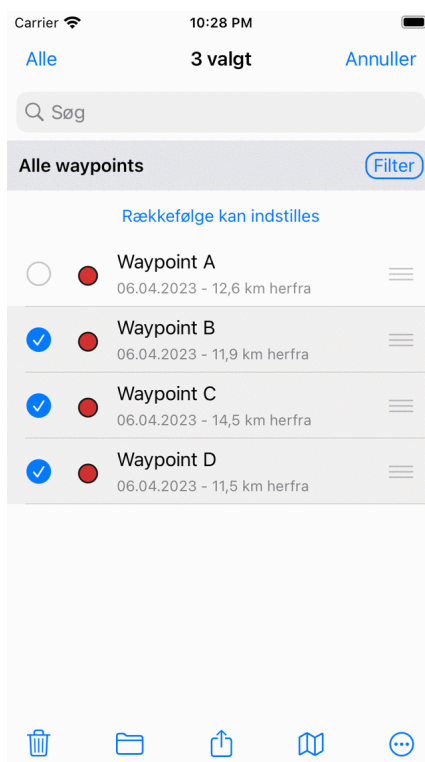 Carrier 10:28 PM
Alle 3 valgt Annuller
Søg
Alle waypoints Filter
Rækkefølge kan indstilles
Waypoint A
06.04.2023 - 12,6 km herfra
Waypoint B
06.04.2023 - 11,9 km herfra
Waypoint C
06.04.2023 - 14,5 km herfra
Waypoint D
06.04.2023 - 11,5 km herfra